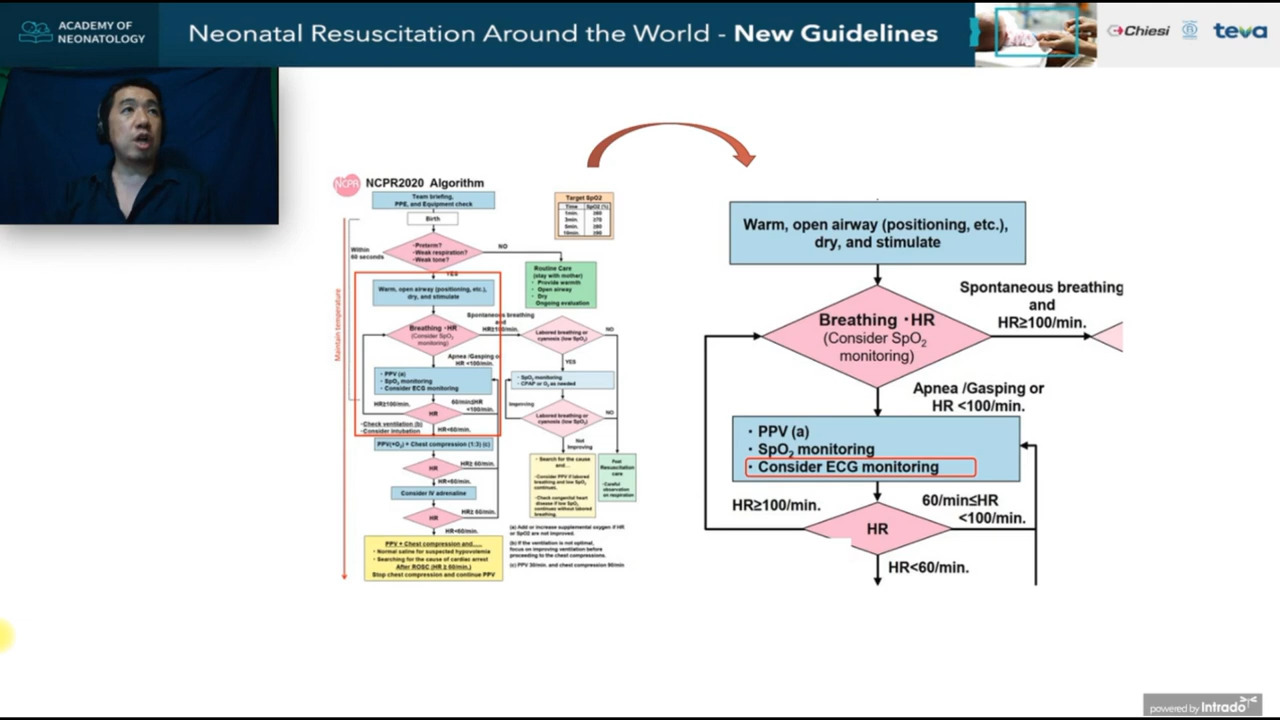 ACADEMY OF
NEONATOLOGY
Neonatal Resuscitation Around the World - New Guidelines
Chiesi
teva
NCPR
NCPR2020 Algorithm
Team briefing,
PPE, and Equipment check
Birth
Target SpO2
Time SpO2 (%)
1min. ≥60
3min. ≥70
5min. ≥80
10min. ≥90
Within
60 seconds
・Preterm?
・Weak respiration?
・Weak tone?
NO
YES
Routine Care
(stay with mother)
・ Provide warmth
・ Open airway
・ Dry
Ongoing evaluation
Maintain temperature
Warm, open airway (positioning, etc.),
dry, and stimulate
Spontaneous breathing
and
HR≥100/min.
Breathing ・HR
(Consider SpO2
monitoring)
Labored breathing or
cyanosis (low SpO2)
NO
YES
Apnea /Gasping or
HR <100/min.
・PPV (a)
・SpO2 monitoring
・Consider ECG monitoring
・SpO2 monitoring
・CPAP or O2 as needed
HR≥100/min.
60/min≤HR
<100/min.
HR
Improving
Labored breathing or
cyanosis (low SpO2)
NO
・Check ventilation (b)
・Consider intubation
HR<60/min.
PPV(+O2) + Chest compression (1:3) (c)
Not
Improving
HR
HR≥ 60/min.
HR<60/min.
・ Search for the cause
and…
・Consider PPV if labored
breathing and low SpO2
continues.
・Check congenital heart
disease if low SpO2
continues without labored
breathing.
Post
Resuscitation
care
・Careful
observation
on respiration
Consider IV adrenaline
HR
HR≥ 60/min.
HR<60/min.
PPV + Chest compression and…..
・ Normal saline for suspected hypovolemia
・ Searching for the cause of cardiac arrest
After ROSC (HR ≥ 60/min.)
Stop chest compression and continue PPV
(a) Add or increase supplemental oxygen if HR
or SpO2 are not improved.
(b) If the ventilation is not optimal,
focus on improving ventilation before
proceeding to the chest compressions.
(c) PPV 30/min. and chest compression 90/min
Warm, open airway (positioning, etc.),
dry, and stimulate
Spontaneous breathing
and
HR≥100/min.
Breathing ・HR
(Consider SpO2
monitoring)
Apnea /Gasping or
HR <100/min.
・ PPV (a)
・ SpO2 monitoring
・ Consider ECG monitoring
HR≥100/min.
60/min≤HR
<100/min.
HR
HR<60/min.
powered by Intrado